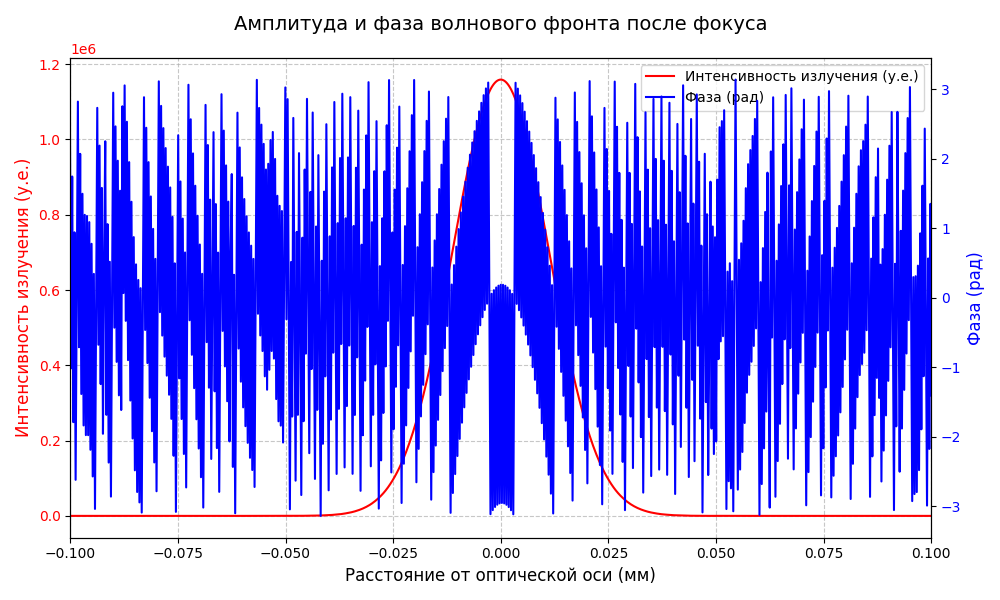 Амплитуда и фаза волнового фронта после фокуса
1e6
Интенсивность излучения (у.е.)
Фаза (рад)
1.2
1.0
0.8
0.6
0.4
0.2
0.0
Интенсивность излучения (у.е.)
3
2
1
0
−1
−2
−3
Фаза (рад)
−0.100 −0.075 −0.050 −0.025 0.000 0.025 0.050 0.075 0.100
Расстояние от оптической оси (мм)